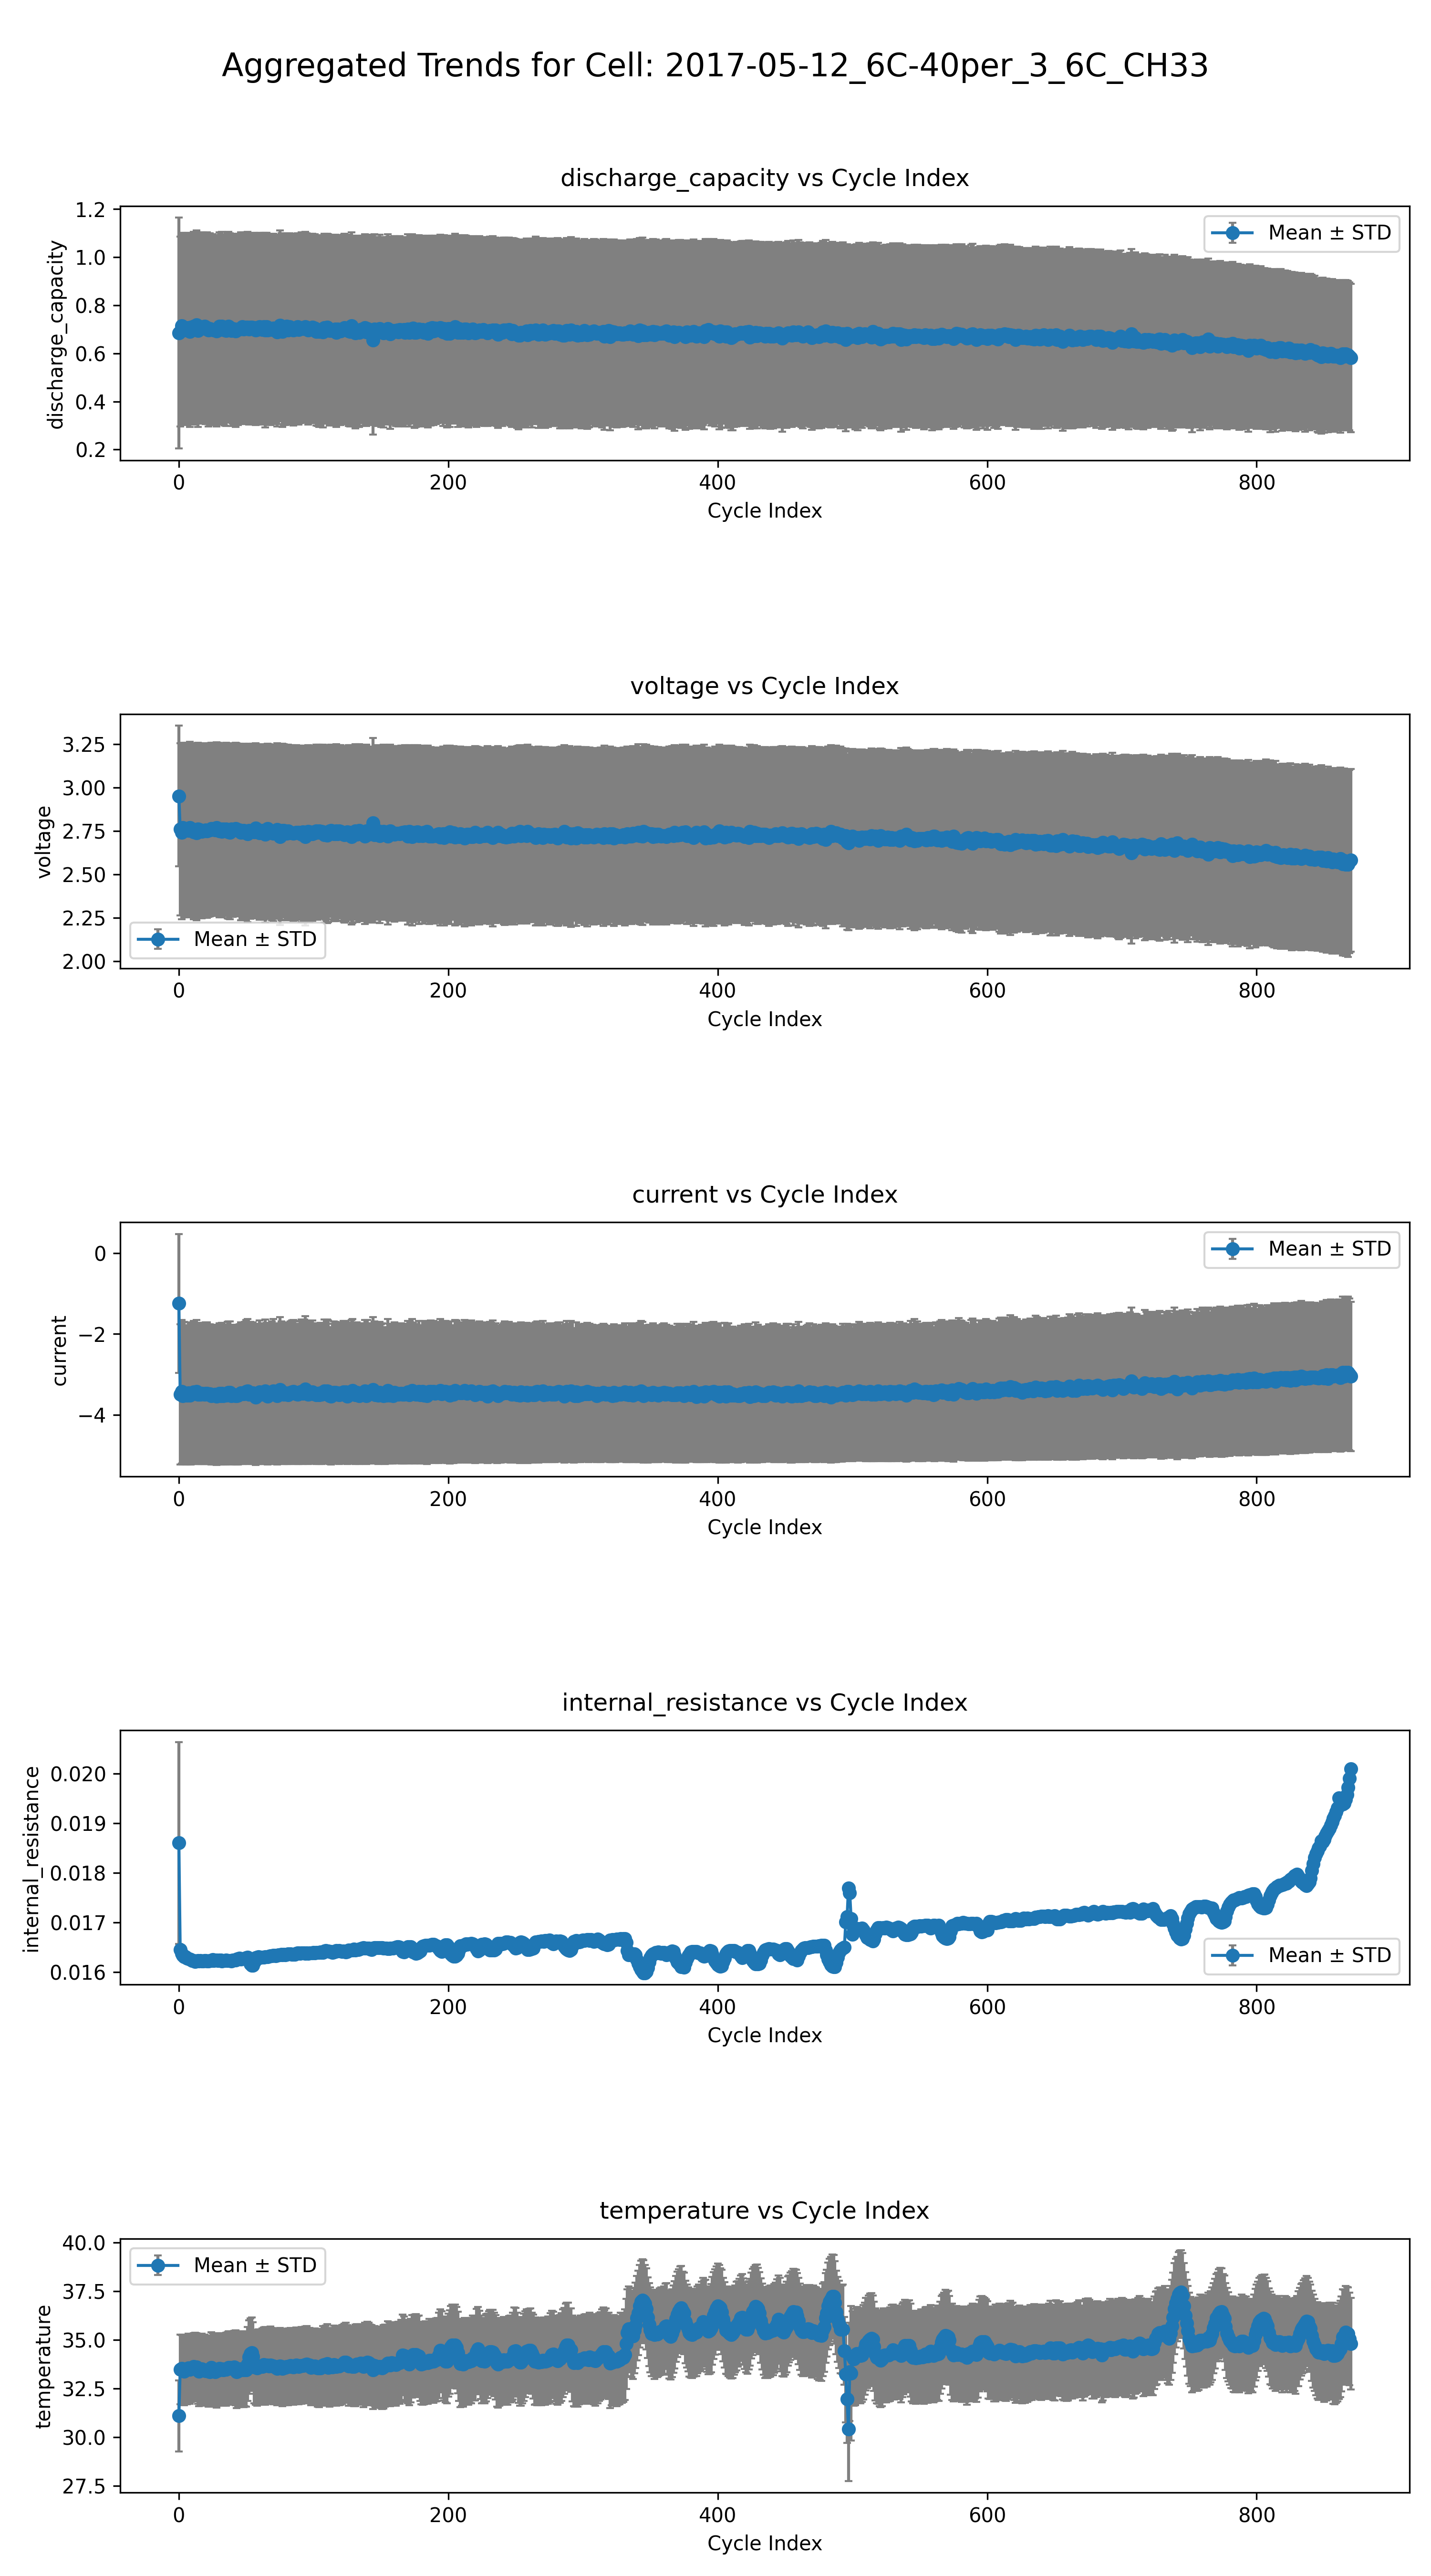 Aggregated Trends for Cell: 2017-05-12_6C-40per_3_6C_CH33
discharge_capacity vs Cycle Index
1.2
1.0
0.8
0.6
0.4
0.2
discharge_capacity
Mean ± STD
0 200 400 600 800
Cycle Index
voltage vs Cycle Index
3.25
3.00
2.75
2.50
2.25
2.00
voltage
Mean ± STD
0 200 400 600 800
Cycle Index
current vs Cycle Index
0
−2
−4
current
Mean ± STD
0 200 400 600 800
Cycle Index
internal_resistance vs Cycle Index
0.020
0.019
0.018
0.017
0.016
internal_resistance
Mean ± STD
0 200 400 600 800
Cycle Index
temperature vs Cycle Index
40.0
37.5
35.0
32.5
30.0
27.5
temperature
Mean ± STD
0 200 400 600 800
Cycle Index